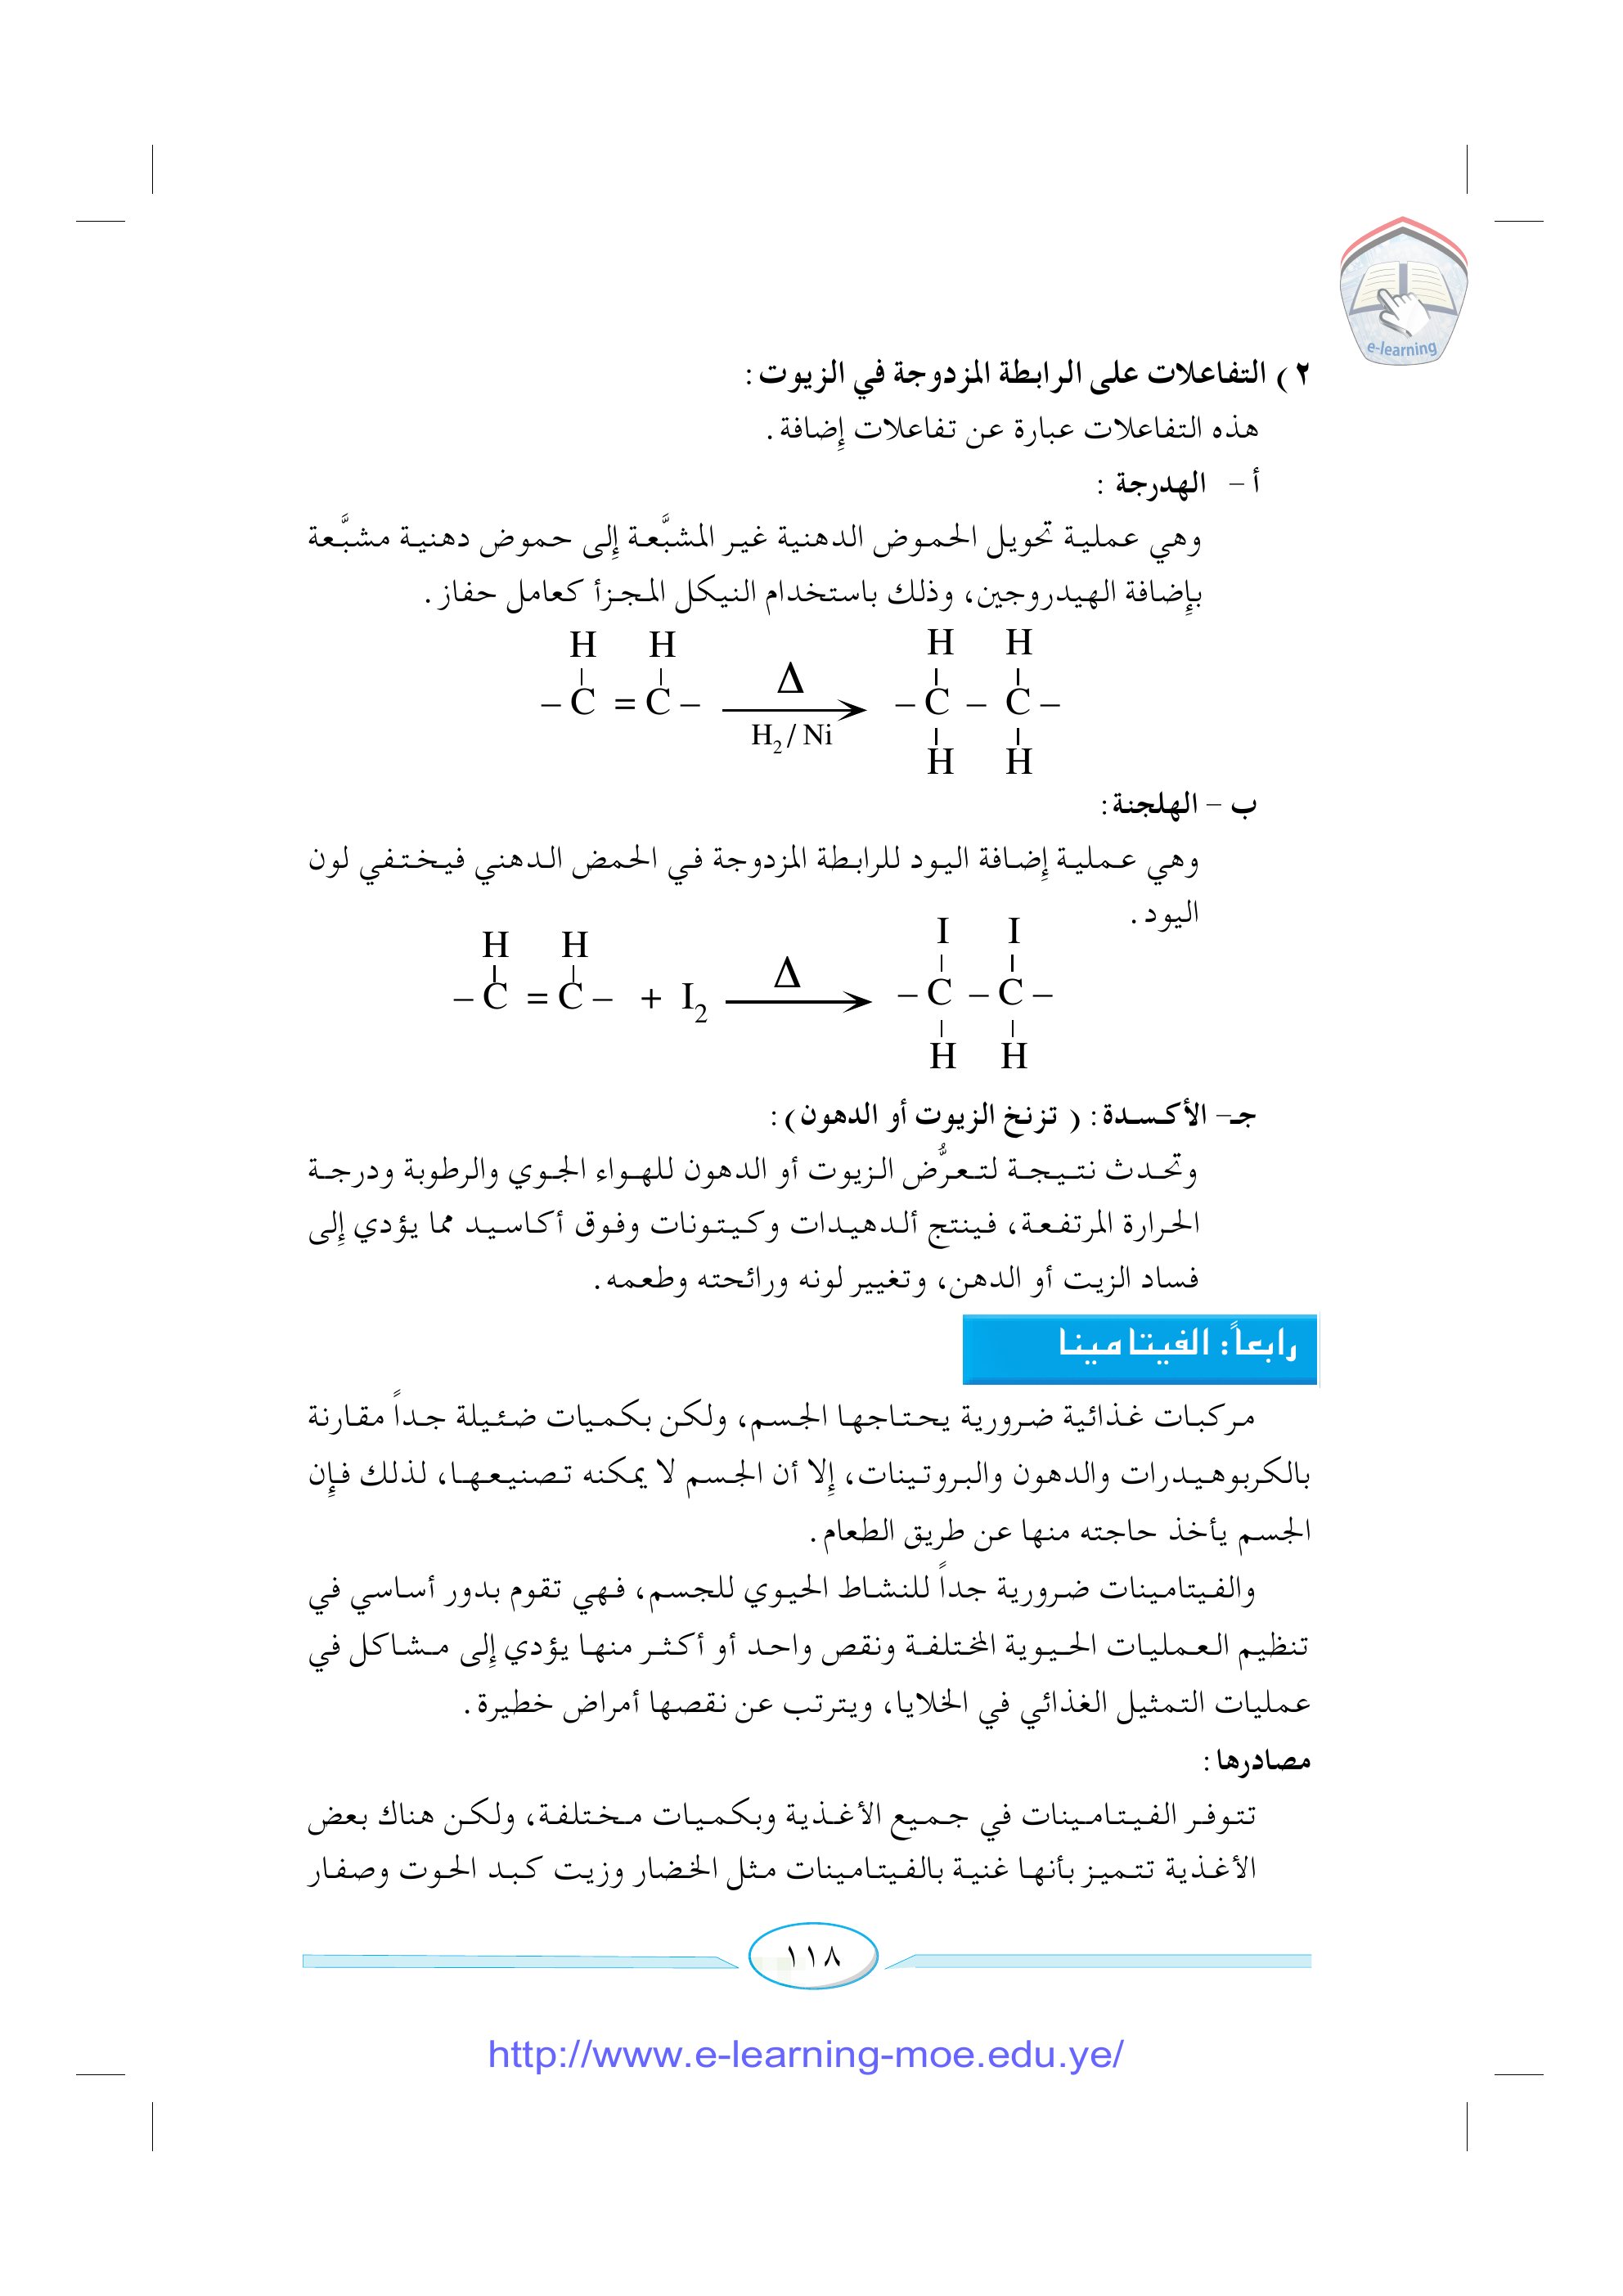 e-learning
٢) التفاعلات على الرابطة المزدوجة في الزيوت:
هذه التفاعلات عبارة عن تفاعلات إِضافة.
أ – الهدرجة :
وهي عملية تحويل الحموض الدهنية غير المشبَّعة إِلى حموض دهنية مشبَّعة
بإِضافة الهيدروجين، وذلك باستخدام النيكل المجزأ كعامل حفاز.
H H H H
– C = C – Δ – C – C –
H₂ / Ni
H H
ب – الهلجنة:
وهي عملية إِضافة اليود للرابطة المزدوجة في الحمض الدهني فيختفي لون
اليود.
H H I I
– C = C – + I₂ Δ – C – C –
H H
جـ– الأكسدة: ( تزنخ الزيوت أو الدهون):
وتحدث نتيجة لتعرُّض الزيوت أو الدهون للهواء الجوي والرطوبة ودرجة
الحرارة المرتفعة، فينتج ألدهيدات وكيتونات وفوق أكاسيد مما يؤدي إِلى
فساد الزيت أو الدهن، وتغيير لونه ورائحته وطعمه.
رابعاً: الفيتامينا
مركبات غذائية ضرورية يحتاجها الجسم، ولكن بكميات ضئيلة جداً مقارنة
بالكربوهيدرات والدهون والبروتينات، إِلا أن الجسم لا يمكنه تصنيعها، لذلك فإِن
الجسم يأخذ حاجته منها عن طريق الطعام.
والفيتامينات ضرورية جداً للنشاط الحيوي للجسم، فهي تقوم بدور أساسي في
تنظيم العمليات الحيوية المختلفة ونقص واحد أو أكثر منها يؤدي إِلى مشاكل في
عمليات التمثيل الغذائي في الخلايا، ويترتب عن نقصها أمراض خطيرة.
مصادرها:
تتوفر الفيتامينات في جميع الأغذية وبكميات مختلفة، ولكن هناك بعض
الأغذية تتميز بأنها غنية بالفيتامينات مثل الخضار وزيت كبد الحوت وصفار
١١٨
http://www.e-learning-moe.edu.ye/